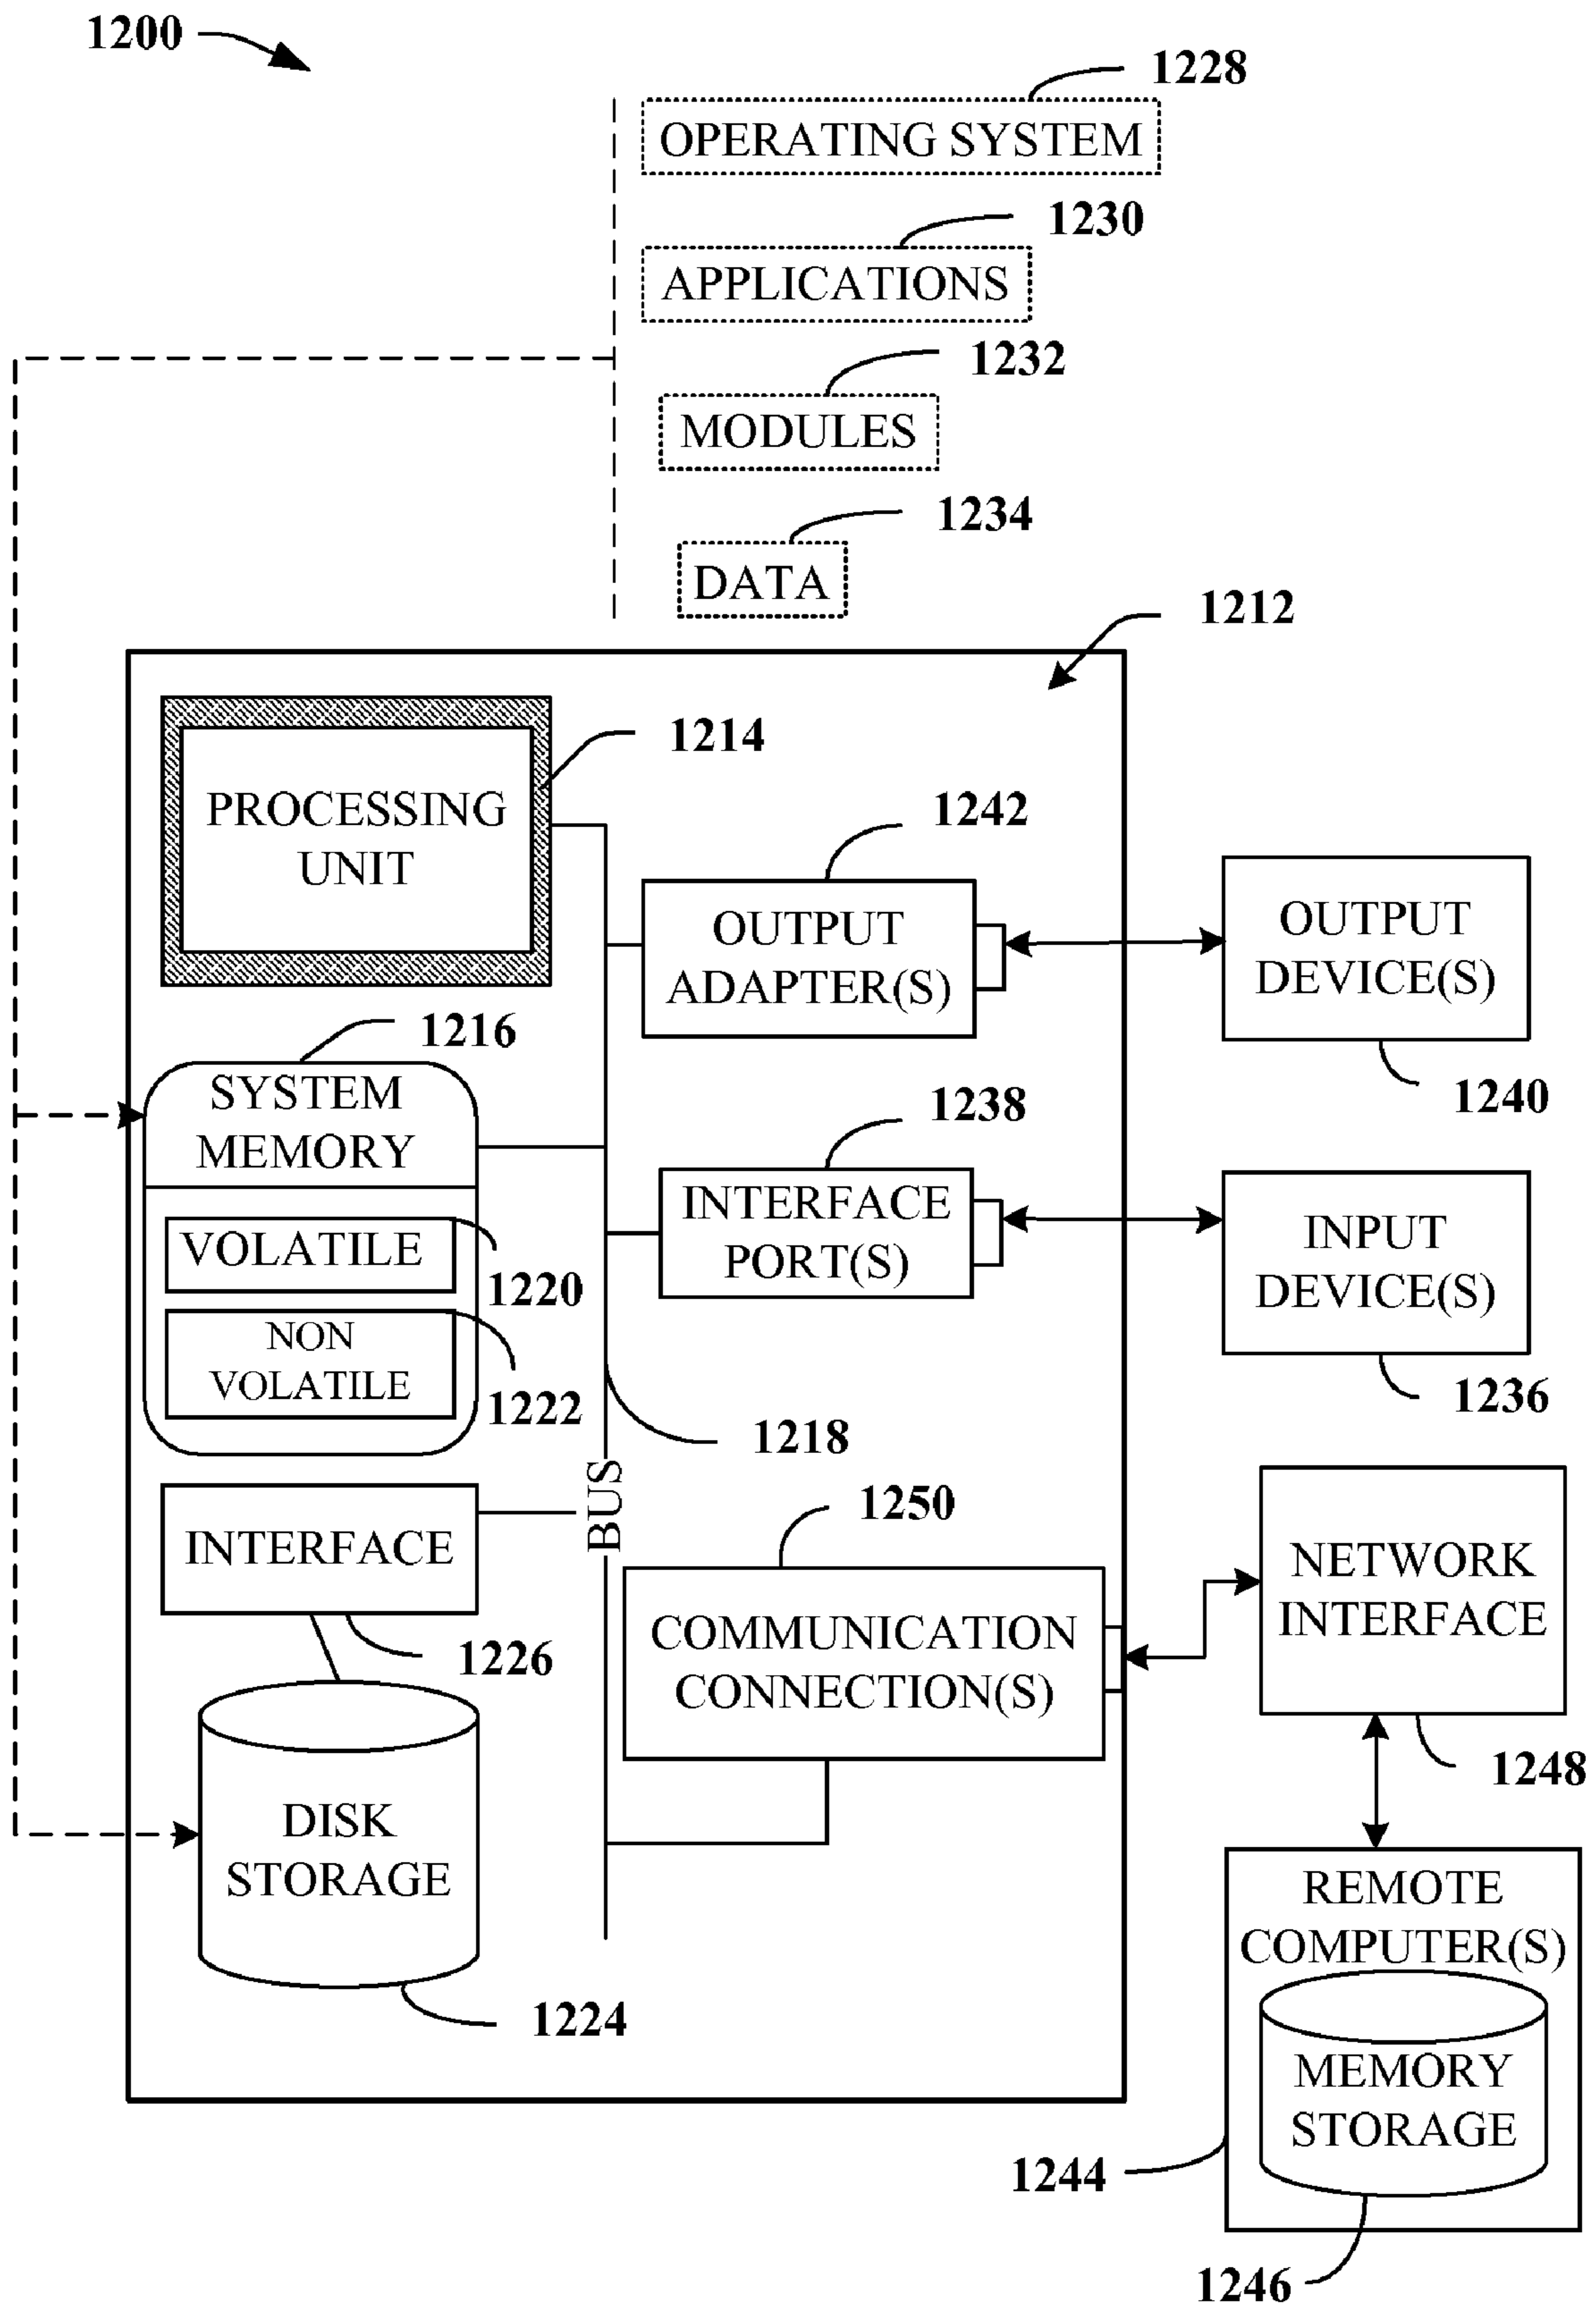 1200
1228
OPERATING SYSTEM
1230
APPLICATIONS
1232
MODULES
1234
DATA
1212
1214
PROCESSING
UNIT
1242
OUTPUT
ADAPTER(S)
OUTPUT
DEVICE(S)
1240
1216
SYSTEM
MEMORY
VOLATILE
1220
NON
VOLATILE
1222
1238
INTERFACE
PORT(S)
INPUT
DEVICE(S)
1236
1218
BUS
INTERFACE
1226
1250
COMMUNICATION
CONNECTION(S)
NETWORK
INTERFACE
1248
DISK
STORAGE
1224
REMOTE
COMPUTER(S)
MEMORY
STORAGE
1244
1246